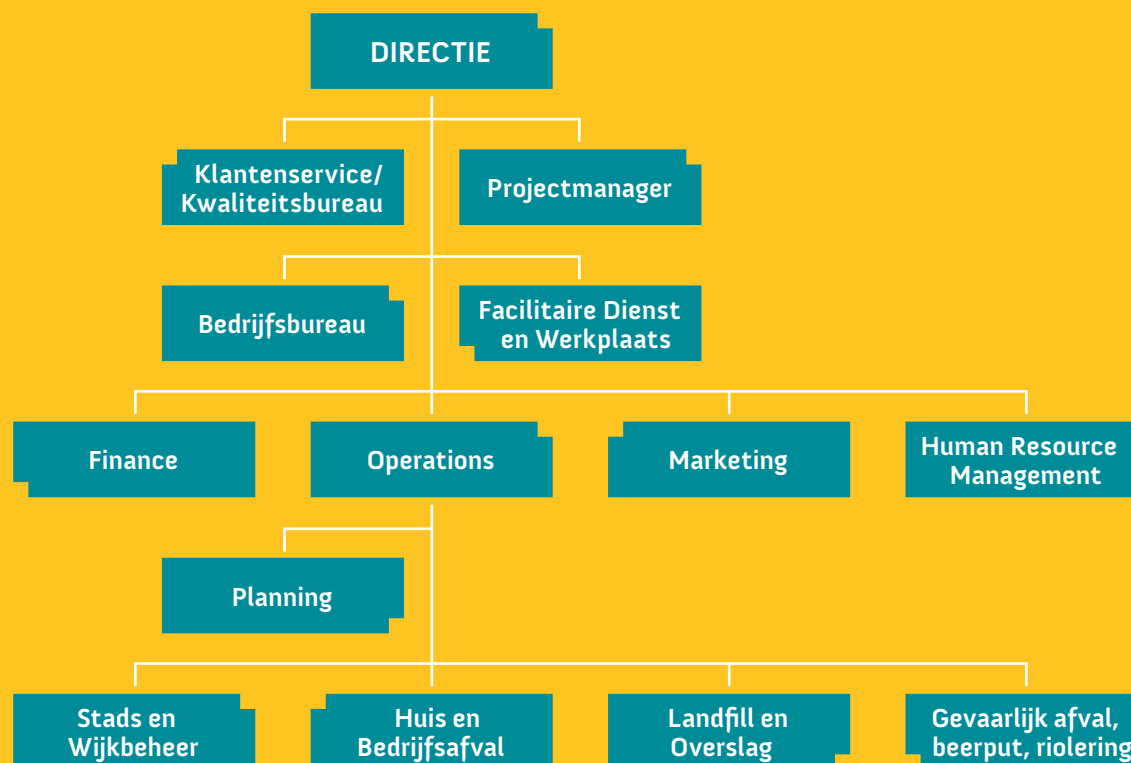 DIRECTIE
Klantenservice/
Kwaliteitsbureau
Projectmanager
Bedrijfsbureau
Facilitaire Dienst
en Werkplaats
Finance
Operations
Marketing
Human Resource
Management
Planning
Stads en
Wijkbeheer
Huis en
Bedrijfsafval
Landfill en
Overslag
Gevaarlijk afval,
beerput, riolering